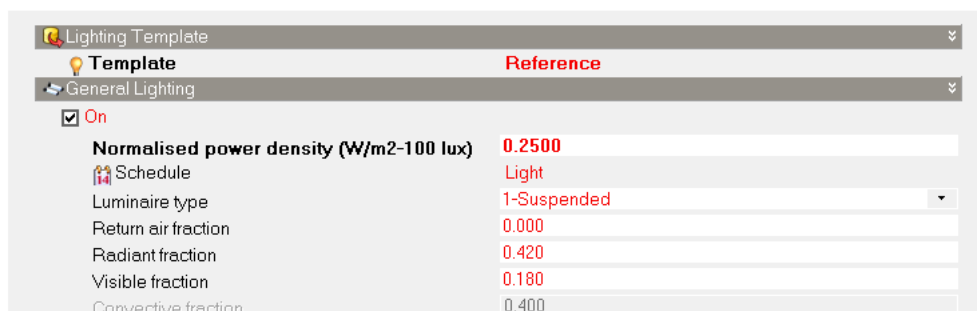 Lighting Template
Template Reference
General Lighting
On
Normalised power density (W/m2-100 lux) 0.2500
14 Schedule Light
Luminaire type 1-Suspended
Return air fraction 0.000
Radiant fraction 0.420
Visible fraction 0.180
Convective fraction 0.400